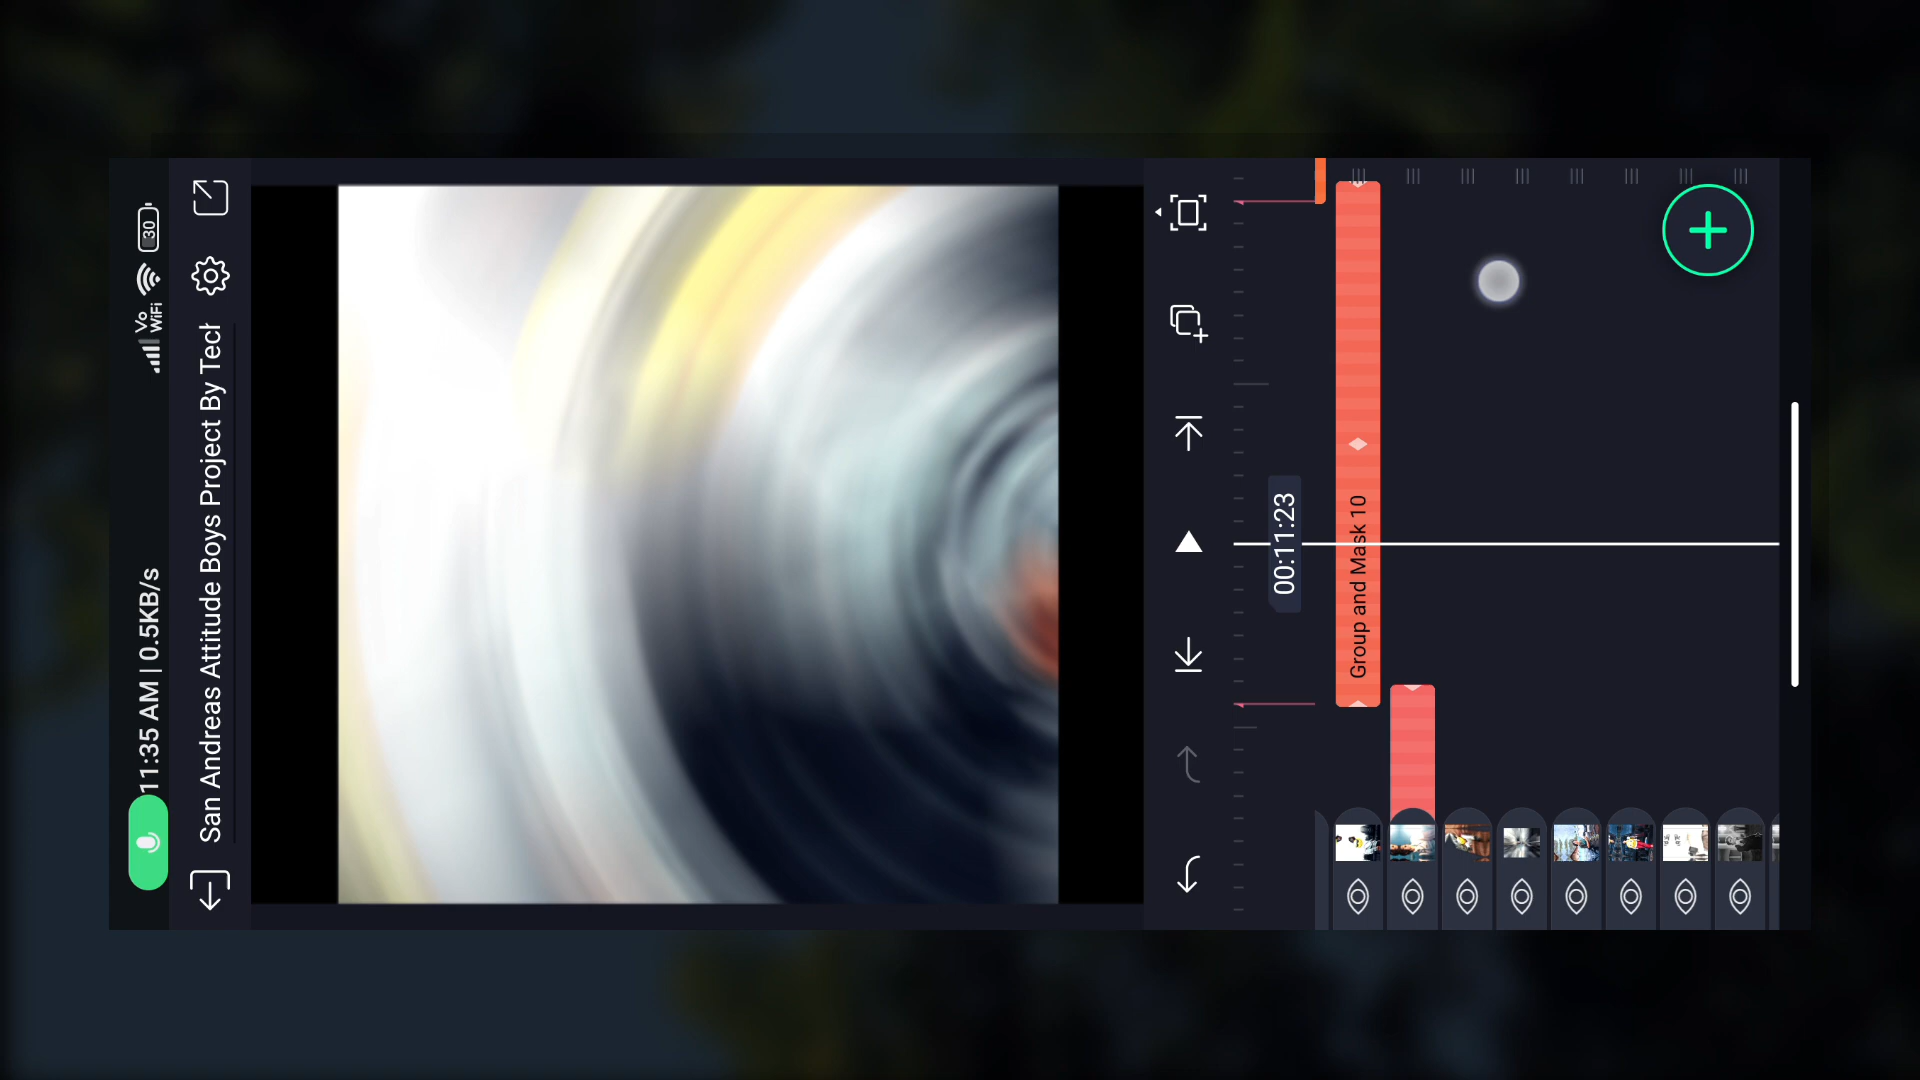 11:35 AM | 0.5KB/s
Vo
WiFi
30
San Andreas Attitude Boys Project By Tech
00:11:23
Group and Mask 10